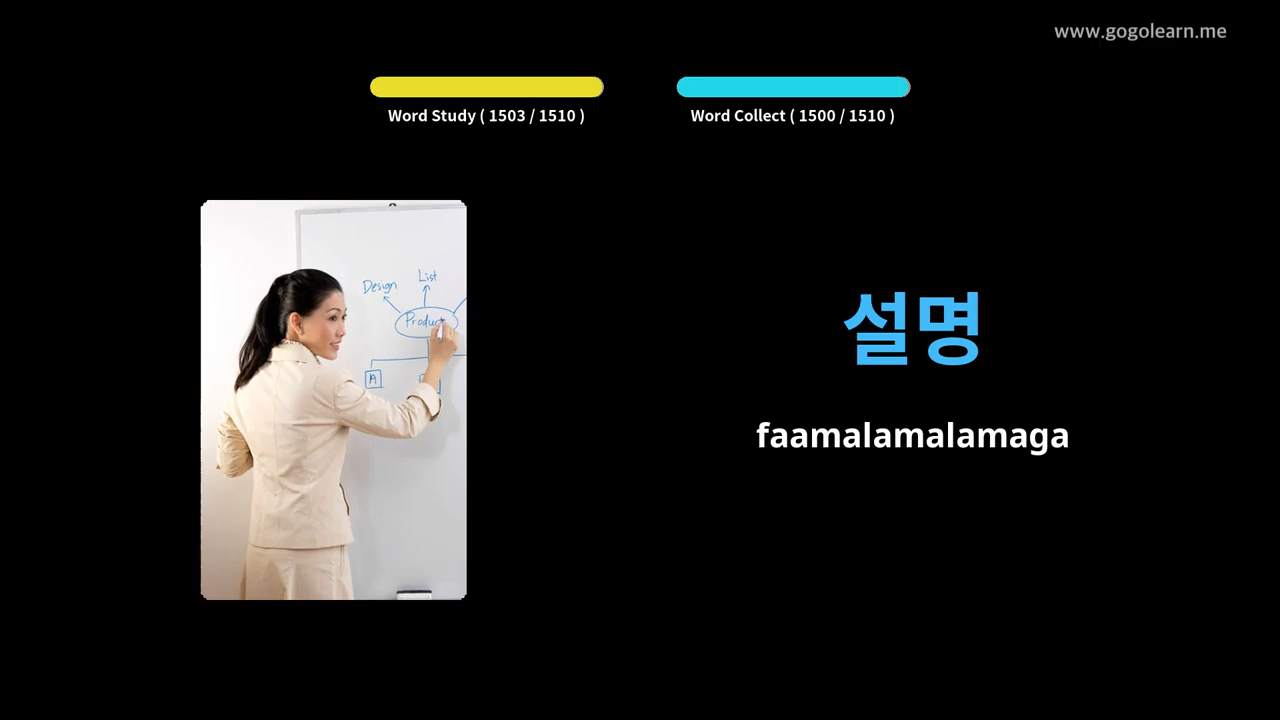 www.gogolearn.me
Word Study ( 1503 / 1510 )
Word Collect ( 1500 / 1510 )
List
Design
Product
A
설명
faamalamalamaga